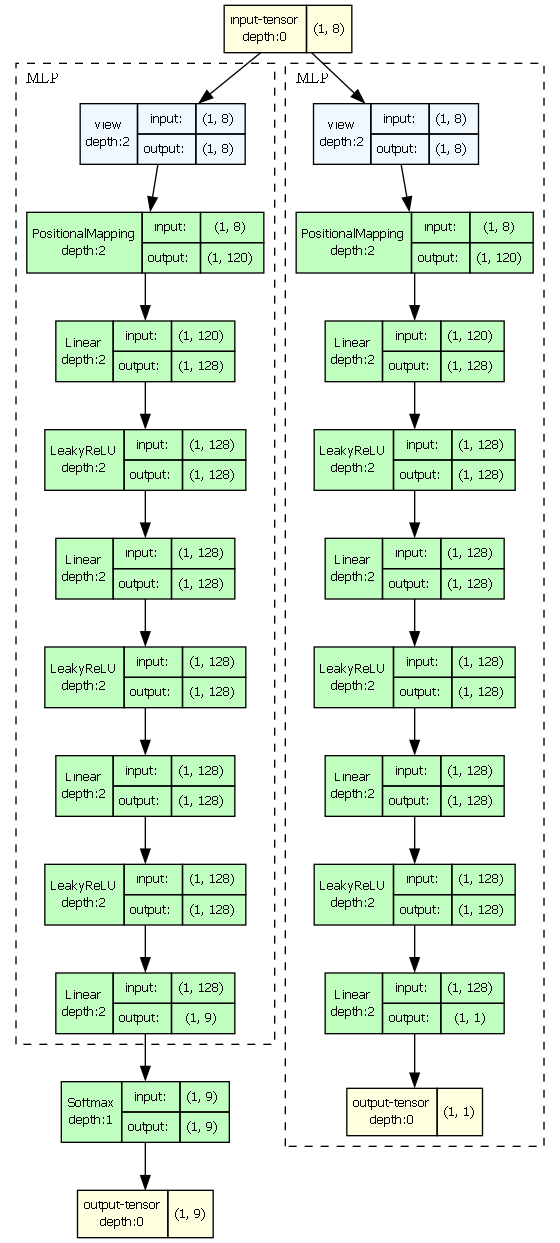 input-tensor
depth:0
(1, 8)
MLP
view
depth:2
input:
(1, 8)
output:
(1, 8)
PositionalMapping
depth:2
input:
(1, 8)
output:
(1, 120)
Linear
depth:2
input:
(1, 120)
output:
(1, 128)
LeakyReLU
depth:2
input:
(1, 128)
output:
(1, 128)
Linear
depth:2
input:
(1, 128)
output:
(1, 128)
LeakyReLU
depth:2
input:
(1, 128)
output:
(1, 128)
Linear
depth:2
input:
(1, 128)
output:
(1, 128)
LeakyReLU
depth:2
input:
(1, 128)
output:
(1, 128)
Linear
depth:2
input:
(1, 128)
output:
(1, 9)
Softmax
depth:1
input:
(1, 9)
output:
(1, 9)
output-tensor
depth:0
(1, 9)
MLP
view
depth:2
input:
(1, 8)
output:
(1, 8)
PositionalMapping
depth:2
input:
(1, 8)
output:
(1, 120)
Linear
depth:2
input:
(1, 120)
output:
(1, 128)
LeakyReLU
depth:2
input:
(1, 128)
output:
(1, 128)
Linear
depth:2
input:
(1, 128)
output:
(1, 128)
LeakyReLU
depth:2
input:
(1, 128)
output:
(1, 128)
Linear
depth:2
input:
(1, 128)
output:
(1, 128)
LeakyReLU
depth:2
input:
(1, 128)
output:
(1, 128)
Linear
depth:2
input:
(1, 128)
output:
(1, 1)
output-tensor
depth:0
(1, 1)